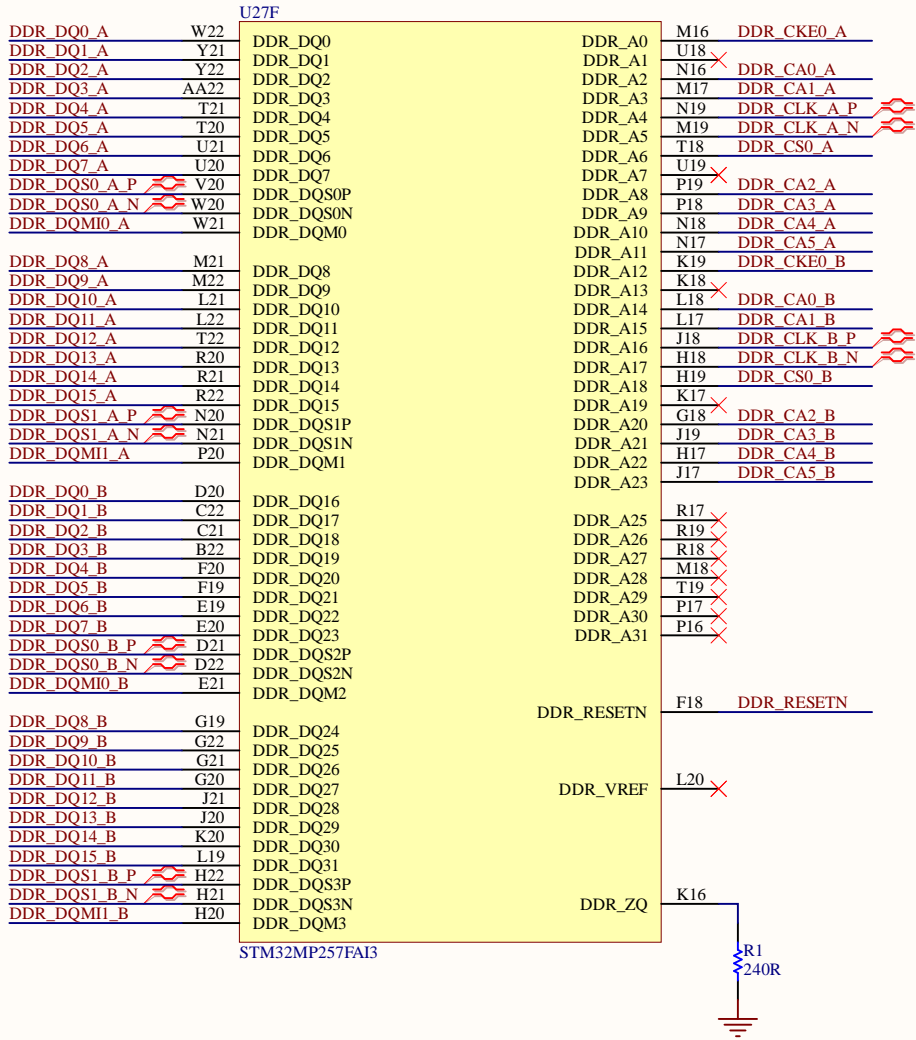 U27F
DDR_DQ0_A W22 DDR_DQ0 DDR_A0 M16 DDR_CKE0_A
DDR_DQ1_A Y21 DDR_DQ1 DDR_A1 U18
DDR_DQ2_A Y22 DDR_DQ2 DDR_A2 N16 DDR_CA0_A
DDR_DQ3_A AA22 DDR_DQ3 DDR_A3 M17 DDR_CA1_A
DDR_DQ4_A T21 DDR_DQ4 DDR_A4 N19 DDR_CLK_A_P
DDR_DQ5_A T20 DDR_DQ5 DDR_A5 M19 DDR_CLK_A_N
DDR_DQ6_A U21 DDR_DQ6 DDR_A6 T18 DDR_CS0_A
DDR_DQ7_A U20 DDR_DQ7 DDR_A7 U19
DDR_DQS0_A_P V20 DDR_DQS0P DDR_A8 P19 DDR_CA2_A
DDR_DQS0_A_N W20 DDR_DQS0N DDR_A9 P18 DDR_CA3_A
DDR_DQMI0_A W21 DDR_DQM0 DDR_A10 N18 DDR_CA4_A
DDR_A11 N17 DDR_CA5_A
DDR_DQ8_A M21 DDR_DQ8 DDR_A12 K19 DDR_CKE0_B
DDR_DQ9_A M22 DDR_DQ9 DDR_A13 K18
DDR_DQ10_A L21 DDR_DQ10 DDR_A14 L18 DDR_CA0_B
DDR_DQ11_A L22 DDR_DQ11 DDR_A15 L17 DDR_CA1_B
DDR_DQ12_A T22 DDR_DQ12 DDR_A16 J18 DDR_CLK_B_P
DDR_DQ13_A R20 DDR_DQ13 DDR_A17 H18 DDR_CLK_B_N
DDR_DQ14_A R21 DDR_DQ14 DDR_A18 H19 DDR_CS0_B
DDR_DQ15_A R22 DDR_DQ15 DDR_A19 K17
DDR_DQS1_A_P N20 DDR_DQS1P DDR_A20 G18 DDR_CA2_B
DDR_DQS1_A_N N21 DDR_DQS1N DDR_A21 J19 DDR_CA3_B
DDR_DQMI1_A P20 DDR_DQM1 DDR_A22 H17 DDR_CA4_B
DDR_A23 J17 DDR_CA5_B
DDR_DQ0_B D20 DDR_DQ16
DDR_DQ1_B C22 DDR_DQ17 DDR_A25 R17
DDR_DQ2_B C21 DDR_DQ18 DDR_A26 R19
DDR_DQ3_B B22 DDR_DQ19 DDR_A27 R18
DDR_DQ4_B F20 DDR_DQ20 DDR_A28 M18
DDR_DQ5_B F19 DDR_DQ21 DDR_A29 T19
DDR_DQ6_B E19 DDR_DQ22 DDR_A30 P17
DDR_DQ7_B E20 DDR_DQ23 DDR_A31 P16
DDR_DQS0_B_P D21 DDR_DQS2P
DDR_DQS0_B_N D22 DDR_DQS2N
DDR_DQMI0_B E21 DDR_DQM2
DDR_RESETN F18 DDR_RESETN
DDR_DQ8_B G19 DDR_DQ24
DDR_DQ9_B G22 DDR_DQ25
DDR_DQ10_B G21 DDR_DQ26
DDR_DQ11_B G20 DDR_DQ27 DDR_VREF L20
DDR_DQ12_B J21 DDR_DQ28
DDR_DQ13_B J20 DDR_DQ29
DDR_DQ14_B K20 DDR_DQ30
DDR_DQ15_B L19 DDR_DQ31
DDR_DQS1_B_P H22 DDR_DQS3P
DDR_DQS1_B_N H21 DDR_DQS3N DDR_ZQ K16
DDR_DQMI1_B H20 DDR_DQM3
STM32MP257FAI3
R1
240R